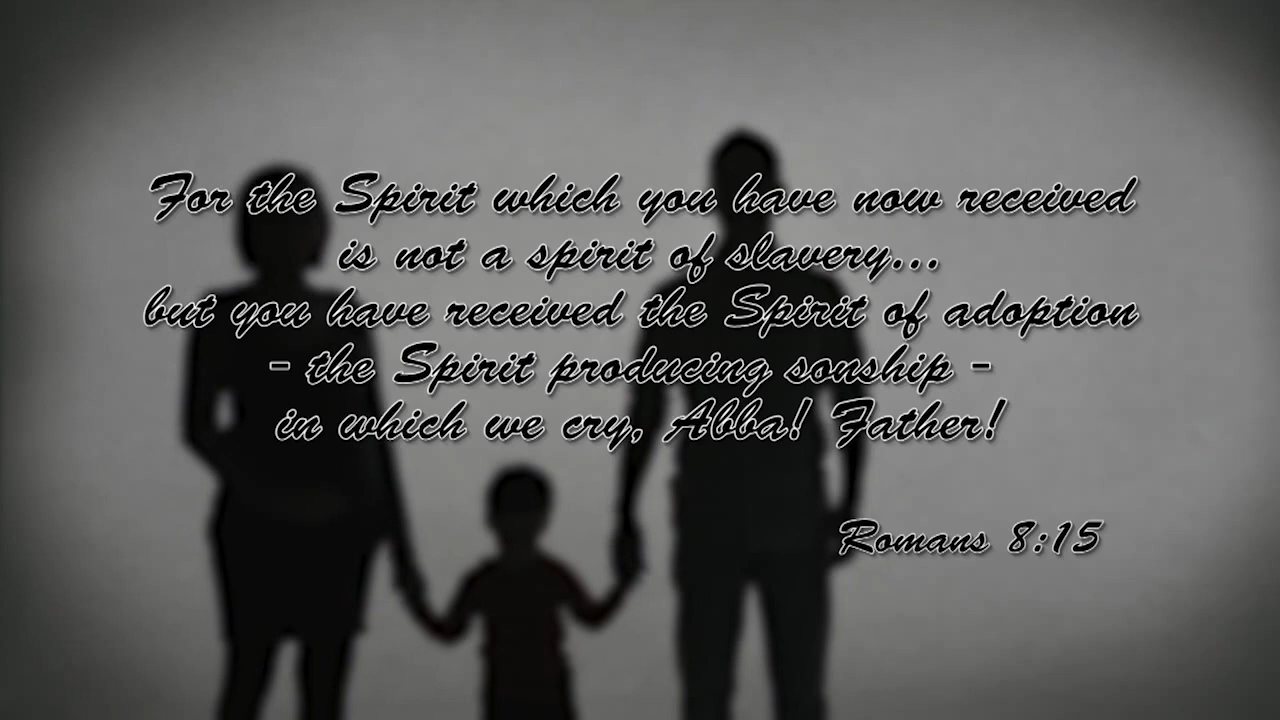 For the Spirit which you have now received
is not a spirit of slavery...
but you have received the Spirit of adoption
- the Spirit producing sonship -
in which we cry, Abba! Father!
Romans 8:15